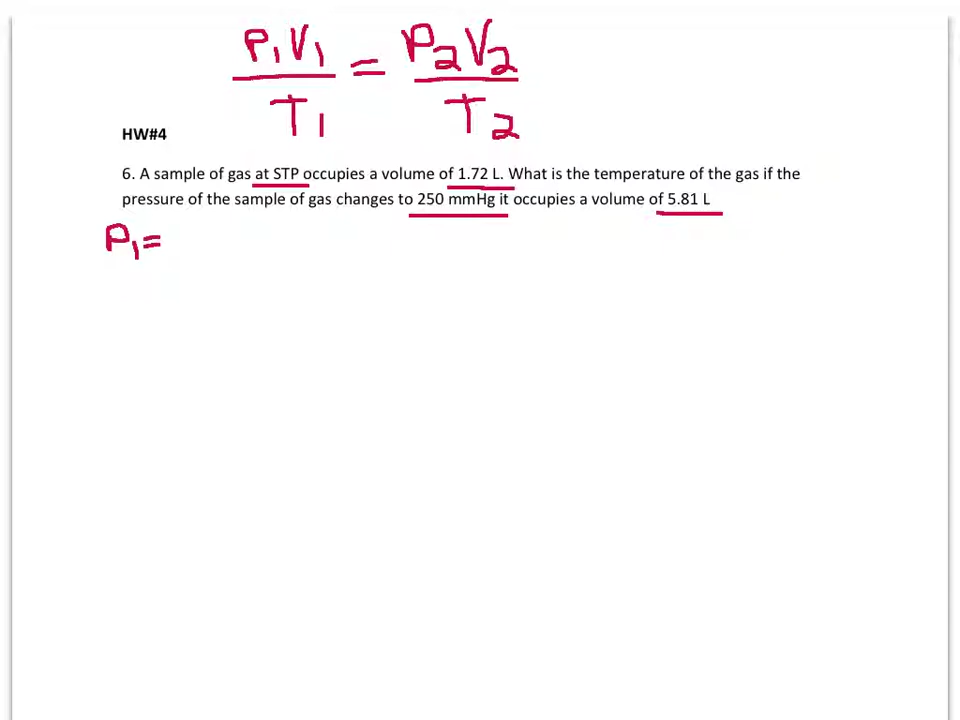 P₁V₁ = P₂V₂
T₁ T₂
HW#4
6. A sample of gas at STP occupies a volume of 1.72 L. What is the temperature of the gas if the
pressure of the sample of gas changes to 250 mmHg it occupies a volume of 5.81 L
P₁=